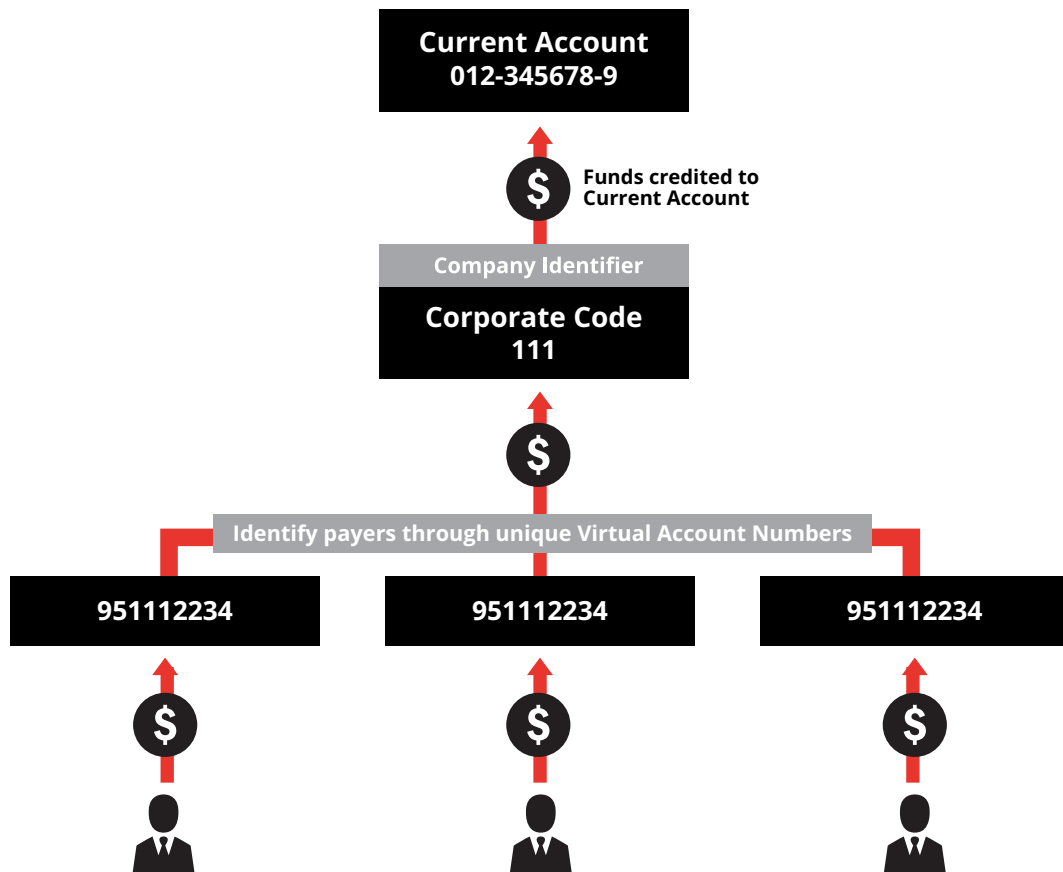 Current Account
012-345678-9
$
Funds credited to
Current Account
Company Identifier
Corporate Code
111
$
Identify payers through unique Virtual Account Numbers
951112234
951112234
951112234
$
$
$